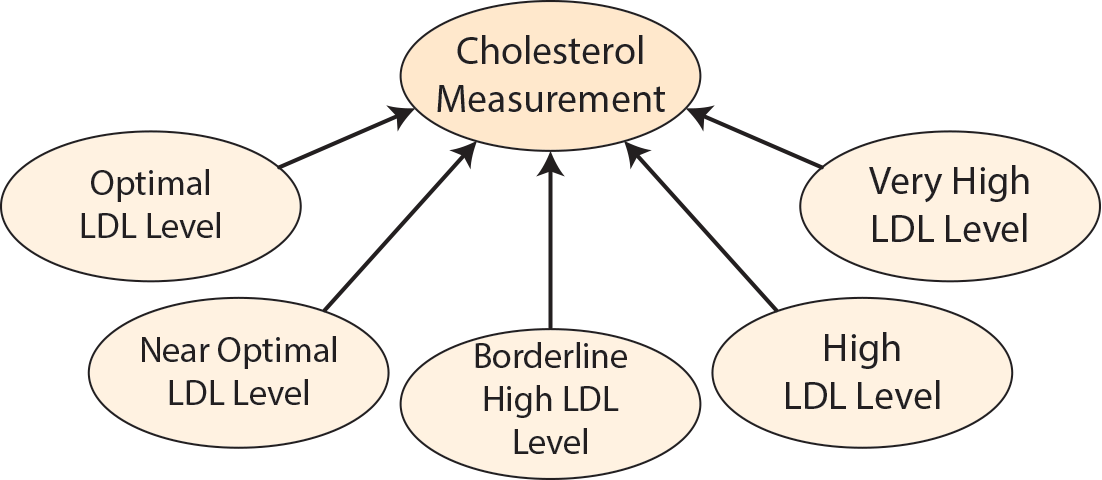 Cholesterol
Measurement
Optimal
LDL Level
Very High
LDL Level
Near Optimal
LDL Level
Borderline
High LDL
Level
High
LDL Level